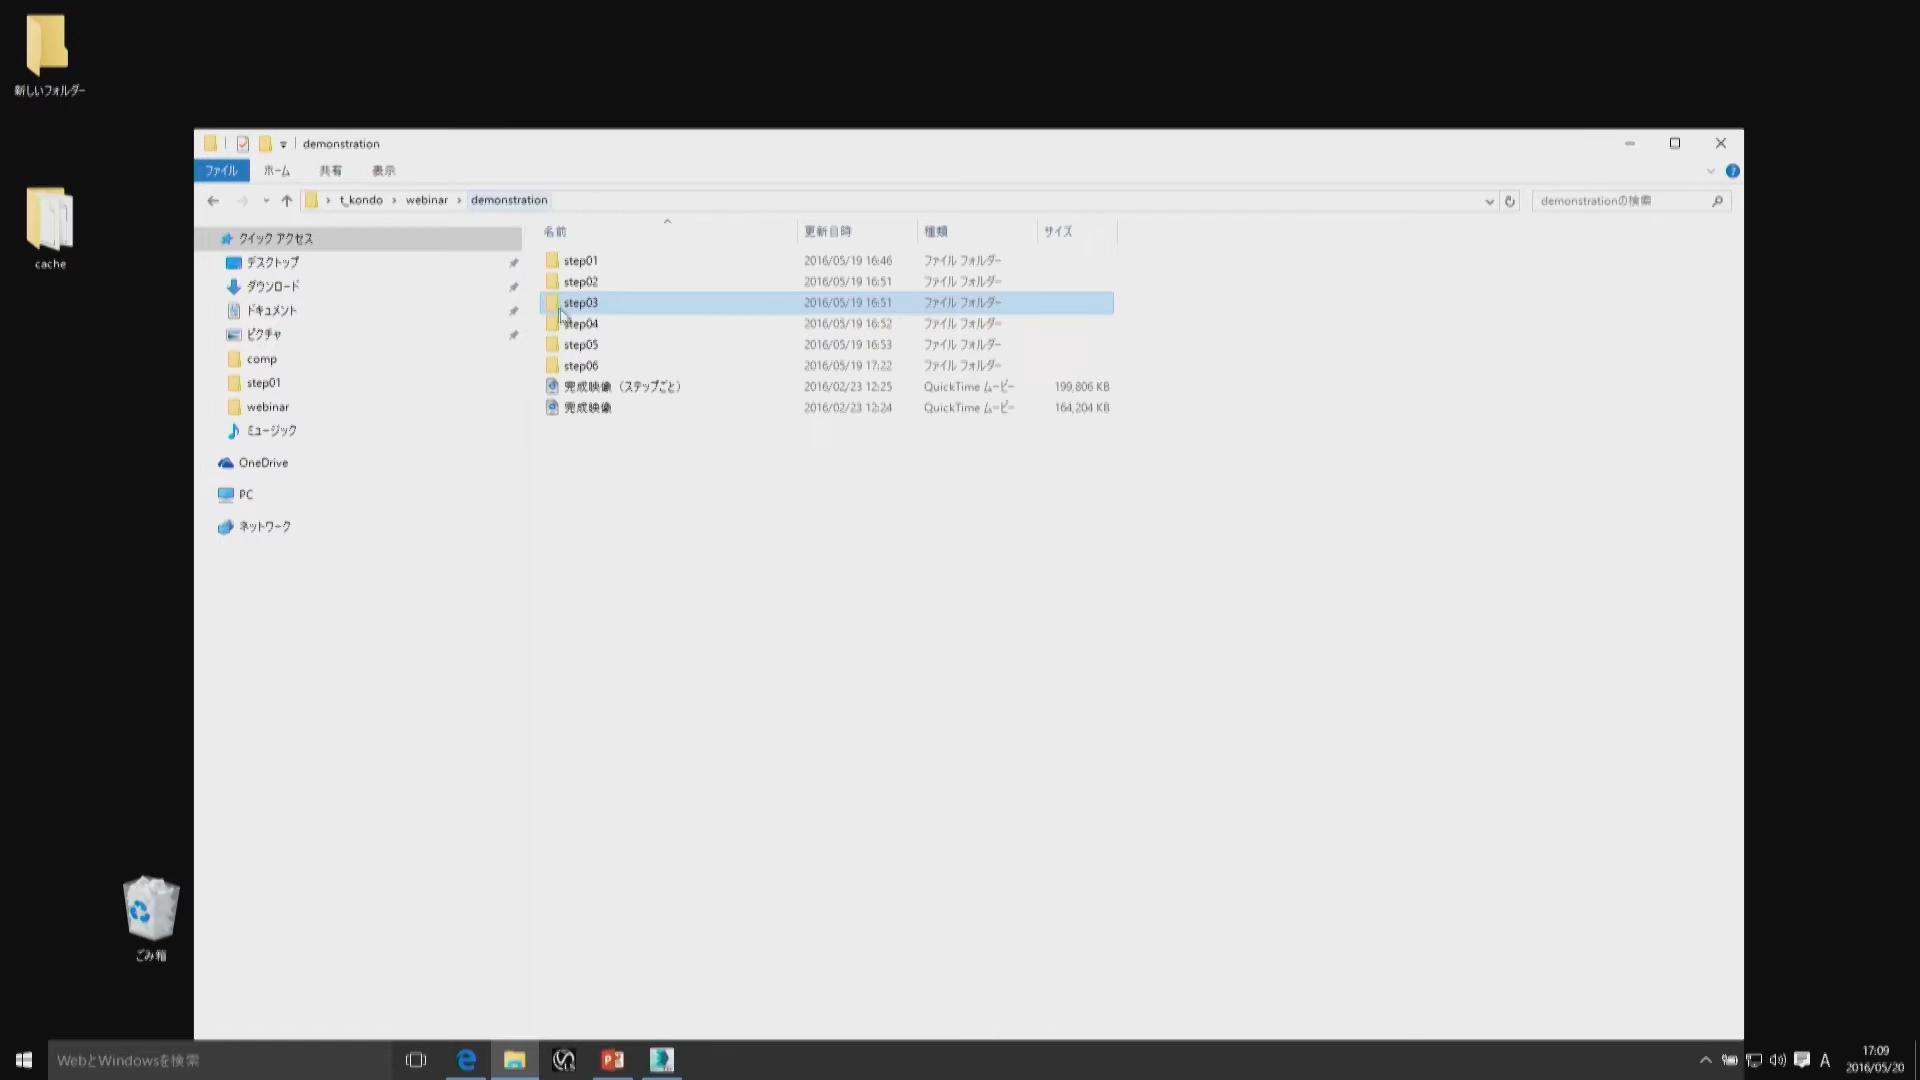 新しいフォルダー
cache
ごみ箱
demonstration
ファイル ホーム 共有 表示
t_kondo › webinar › demonstration
demonstrationの検索
クイック アクセス
デスクトップ
ダウンロード
ドキュメント
ピクチャ
comp
step01
webinar
ミュージック
OneDrive
PC
ネットワーク
名前 更新日時 種類 サイズ
step01 2016/05/19 16:46 ファイル フォルダー
step02 2016/05/19 16:51 ファイル フォルダー
step03 2016/05/19 16:51 ファイル フォルダー
step04 2016/05/19 16:52 ファイル フォルダー
step05 2016/05/19 16:53 ファイル フォルダー
step06 2016/05/19 17:22 ファイル フォルダー
完成映像（ステップごと） 2016/02/23 12:25 QuickTime ムービー 199,806 KB
完成映像 2016/02/23 12:24 QuickTime ムービー 164,204 KB
WebとWindowsを検索
A
17:09
2016/05/20